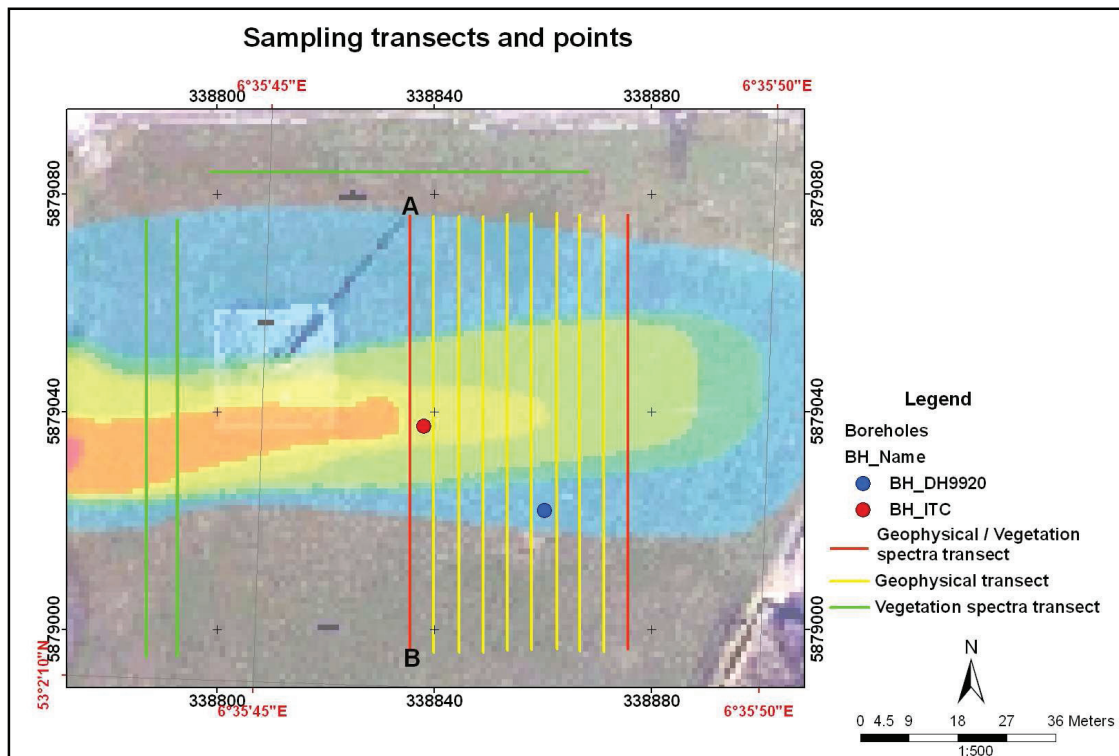 Sampling transects and points
6°35'45"E
6°35'50"E
338800
338840
338880
5879080
5879080
A
5879040
5879040
5879000
5879000
B
53°2'10"N
338800
338840
338880
6°35'45"E
6°35'50"E
Legend
Boreholes
BH_Name
BH_DH9920
BH_ITC
Geophysical / Vegetation
spectra transect
Geophysical transect
Vegetation spectra transect
N
0 4.5 9 18 27 36 Meters
1:500